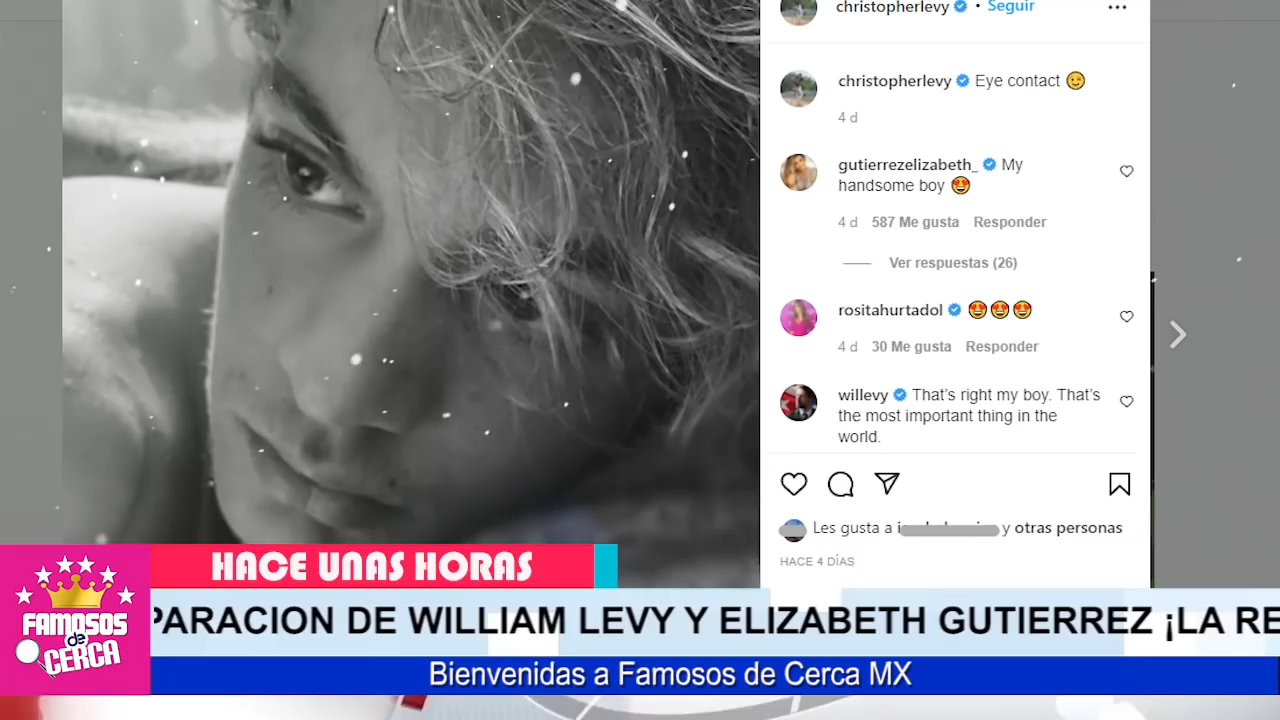 christopherlevy • Seguir
christopherlevy Eye contact 😉
4 d
gutierrezelizabeth_ My
handsome boy 😍
4 d 587 Me gusta Responder
Ver respuestas (26)
rositahurtadol 😍😍😍
4 d 30 Me gusta Responder
willevy That's right my boy. That's
the most important thing in the
world.
Les gusta a y otras personas
HACE 4 DÍAS
HACE UNAS HORAS
PARACION DE WILLIAM LEVY Y ELIZABETH GUTIERREZ ¡LA RE
FAMOSOS
de
CERCA
Bienvenidas a Famosos de Cerca MX